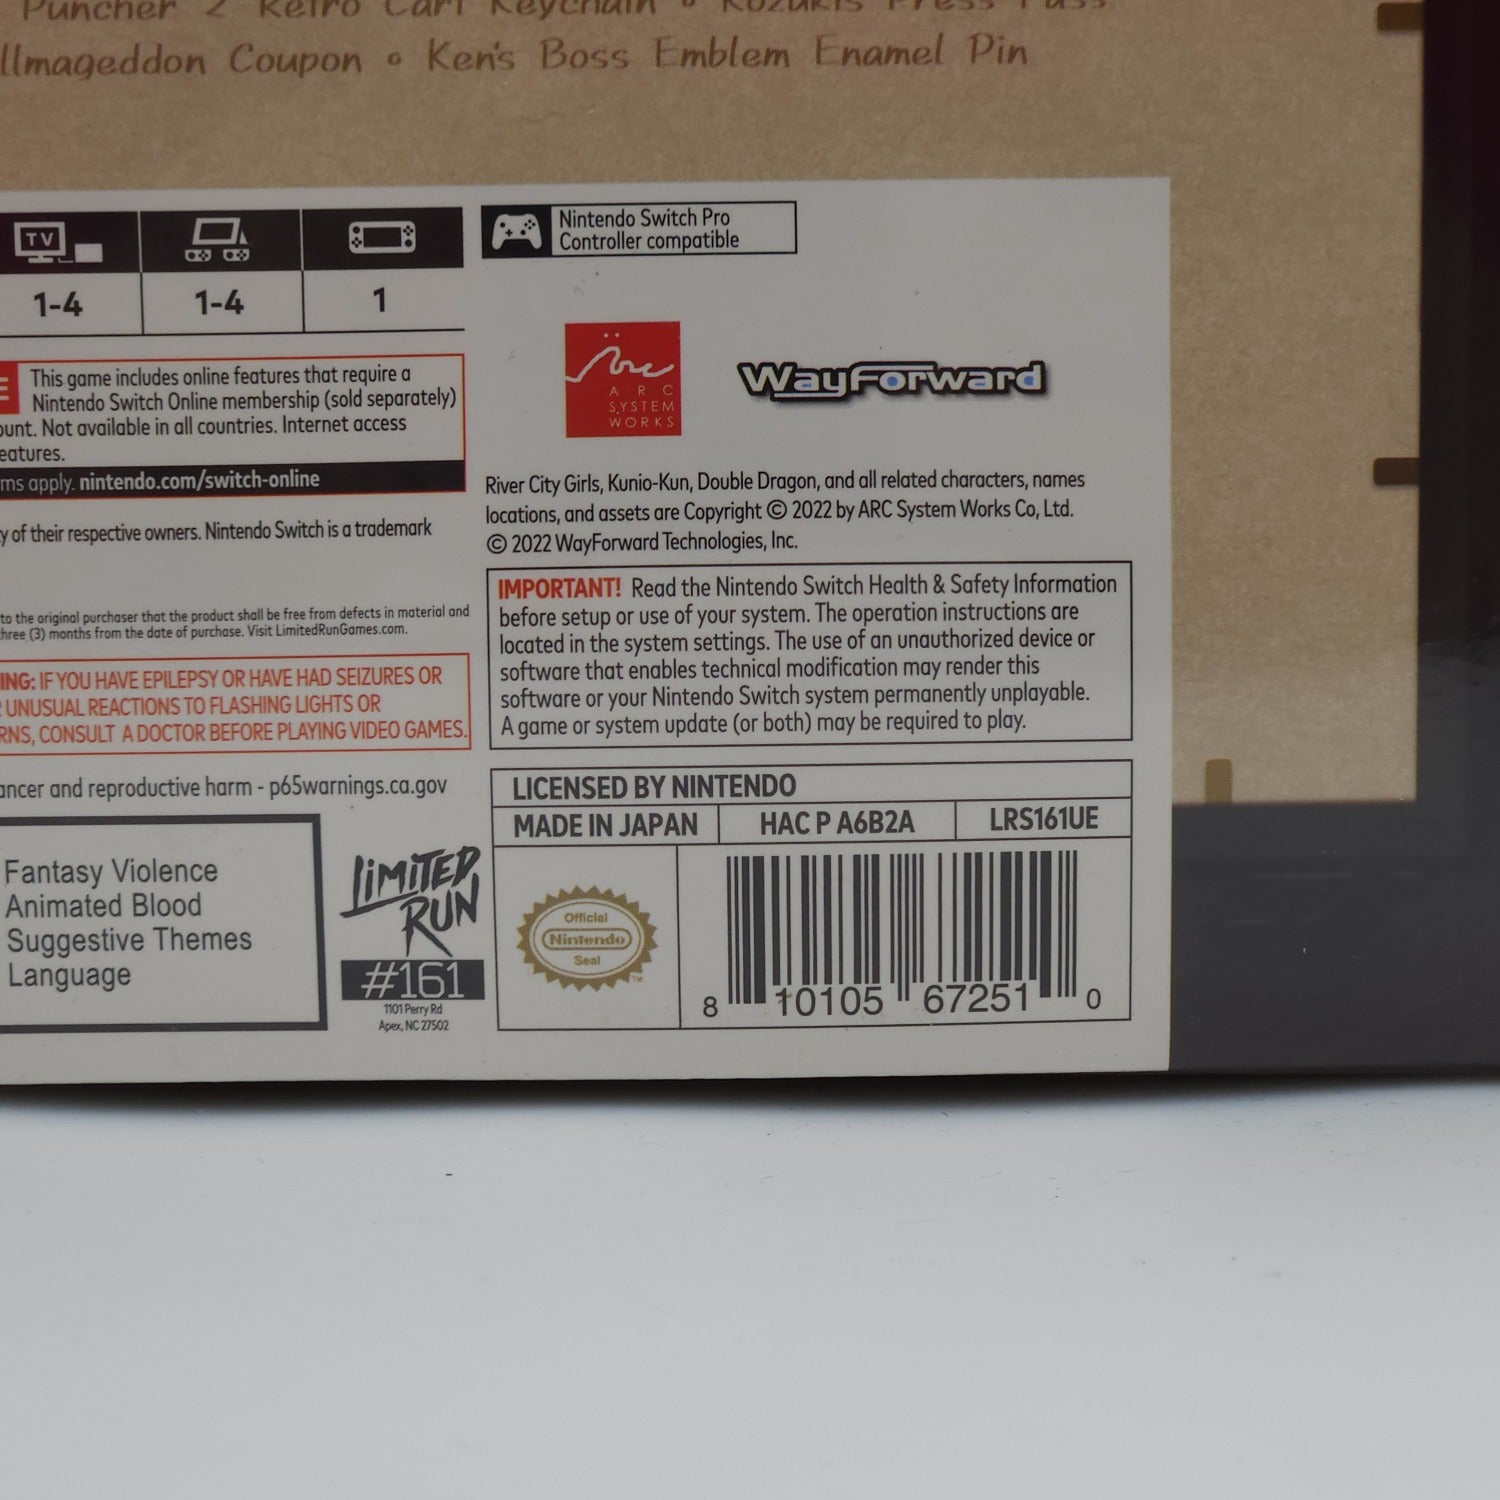 Puncher 2 Retro Cart Keychain • Kozuki's Press Pass
llmageddon Coupon • Ken's Boss Emblem Enamel Pin
TV
1-4 1-4 1
Nintendo Switch Pro
Controller compatible
E This game includes online features that require a
Nintendo Switch Online membership (sold separately)
ount. Not available in all countries. Internet access
eatures.
ms apply. nintendo.com/switch-online
y of their respective owners. Nintendo Switch is a trademark
to the original purchaser that the product shall be free from defects in material and
hree (3) months from the date of purchase. Visit LimitedRunGames.com.
ING: IF YOU HAVE EPILEPSY OR HAVE HAD SEIZURES OR
UNUSUAL REACTIONS TO FLASHING LIGHTS OR
RNS, CONSULT A DOCTOR BEFORE PLAYING VIDEO GAMES.
ancer and reproductive harm - p65warnings.ca.gov
Fantasy Violence
Animated Blood
Suggestive Themes
Language
LIMITED
RUN
#161
1101 Perry Rd
Apex, NC 27502
Arc
ARC
SYSTEM
WORKS
WayForward
River City Girls, Kunio-Kun, Double Dragon, and all related characters, names
locations, and assets are Copyright © 2022 by ARC System Works Co, Ltd.
© 2022 WayForward Technologies, Inc.
IMPORTANT! Read the Nintendo Switch Health & Safety Information
before setup or use of your system. The operation instructions are
located in the system settings. The use of an unauthorized device or
software that enables technical modification may render this
software or your Nintendo Switch system permanently unplayable.
A game or system update (or both) may be required to play.
LICENSED BY NINTENDO
MADE IN JAPAN HAC P A6B2A LRS161UE
Official
Nintendo
Seal
TM
8 10105 67251 0